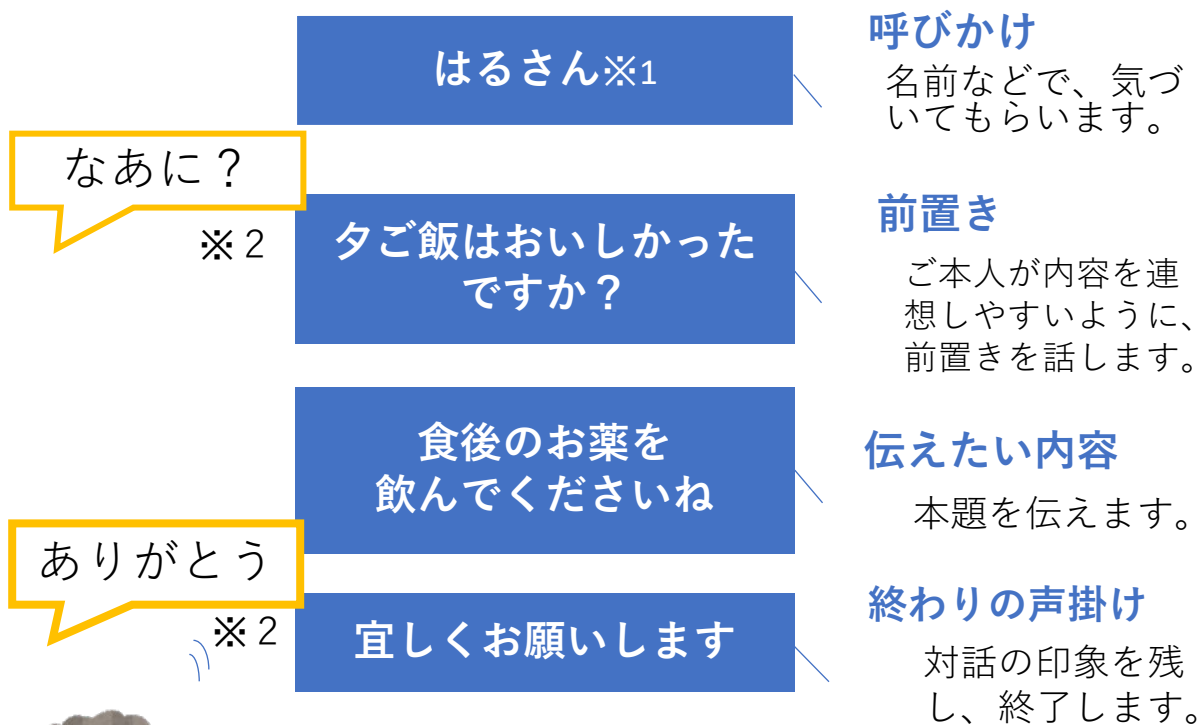 はるさん※1
呼びかけ
名前などで、気づ
いてもらいます。
なあに？
※２
夕ご飯はおいしかった
ですか？
前置き
ご本人が内容を連
想しやすいように、
前置きを話します。
食後のお薬を
飲んでくださいね
伝えたい内容
本題を伝えます。
ありがとう
※２
宜しくお願いします
終わりの声掛け
対話の印象を残
し、終了します。